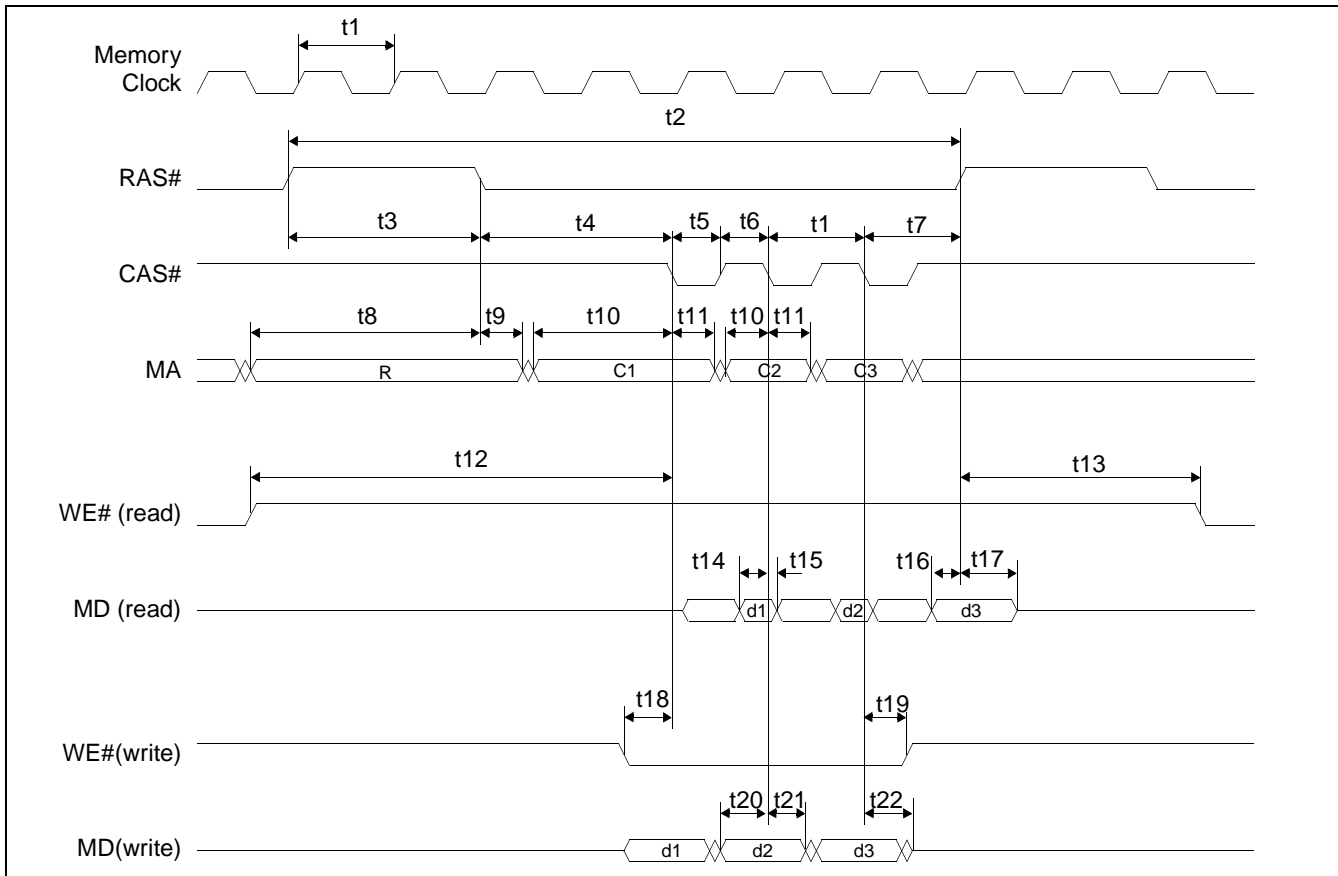 t1
Memory
Clock
t2
RAS#
t3 t4 t5 t6 t1 t7
CAS#
t8 t9 t10 t11 t10 t11
MA R C1 C2 C3
t12 t13
WE# (read)
t14 t15 t16 t17
MD (read) d1 d2 d3
t18 t19
WE#(write)
t20 t21 t22
MD(write) d1 d2 d3